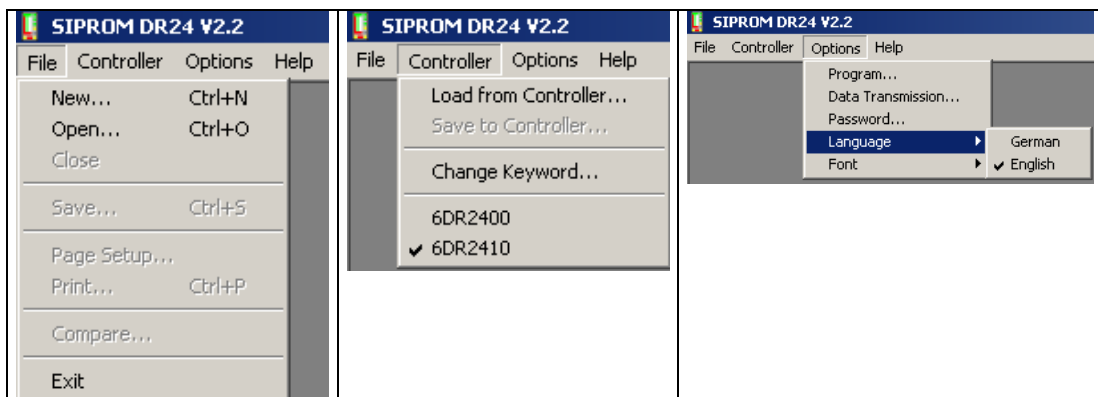 SIPROM DR24 V2.2
File Controller Options Help
New... Ctrl+N
Open... Ctrl+O
Close
Save... Ctrl+S
Page Setup...
Print... Ctrl+P
Compare...
Exit
SIPROM DR24 V2.2
File Controller Options Help
Load from Controller...
Save to Controller...
Change Keyword...
6DR2400
6DR2410
SIPROM DR24 V2.2
File Controller Options Help
Program...
Data Transmission...
Password...
Language German
Font English